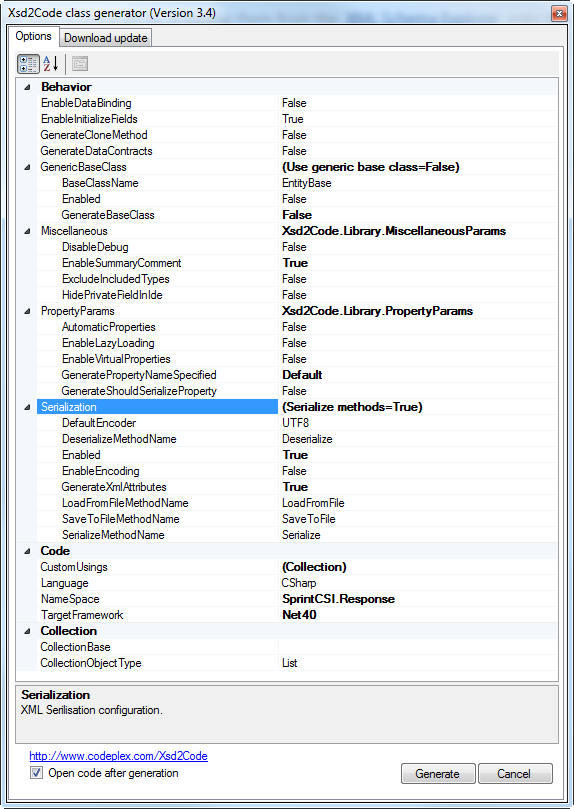 Xsd2Code class generator (Version 3.4)
Options Download update
Behavior
EnableDataBinding False
EnableInitializeFields True
GenerateCloneMethod False
GenerateDataContracts False
GenericBaseClass (Use generic base class=False)
BaseClassName EntityBase
Enabled False
GenerateBaseClass False
Miscellaneous Xsd2Code.Library.MiscellaneousParams
DisableDebug False
EnableSummaryComment True
ExcludeIncludedTypes False
HidePrivateFieldInIde False
PropertyParams Xsd2Code.Library.PropertyParams
AutomaticProperties False
EnableLazyLoading False
EnableVirtualProperties False
GeneratePropertyNameSpecified Default
GenerateShouldSerializeProperty False
Serialization (Serialize methods=True)
DefaultEncoder UTF8
DeserializeMethodName Deserialize
Enabled True
EnableEncoding False
GenerateXmlAttributes True
LoadFromFileMethodName LoadFromFile
SaveToFileMethodName SaveToFile
SerializeMethodName Serialize
Code
CustomUsings (Collection)
Language CSharp
NameSpace SprintCSI.Response
TargetFramework Net40
Collection
CollectionBase
CollectionObjectType List
Serialization
XML Serilisation configuration.
http://www.codeplex.com/Xsd2Code
Open code after generation
Generate Cancel